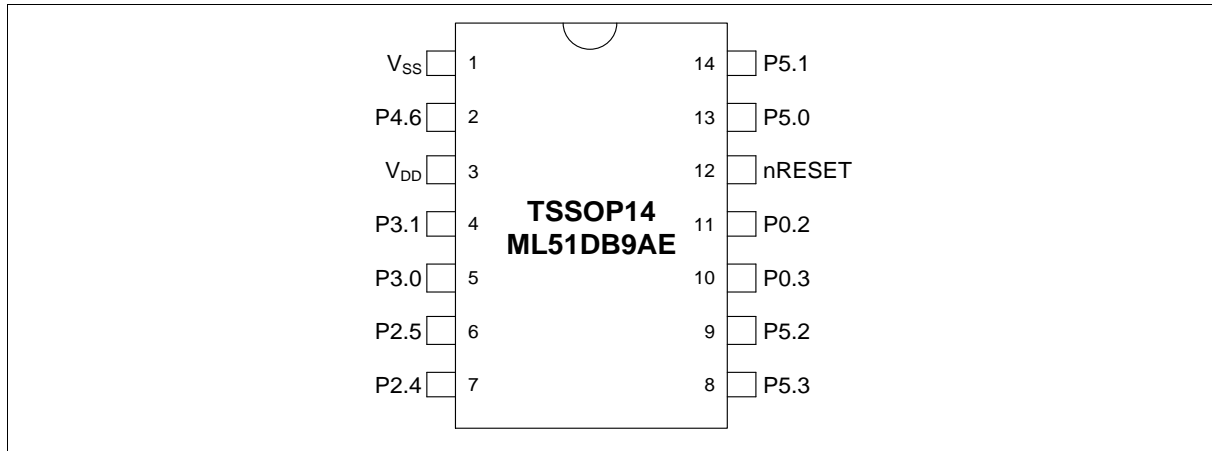 V_SS 1 14 P5.1
P4.6 2 13 P5.0
V_DD 3 12 nRESET
TSSOP14
P3.1 4 11 P0.2
ML51DB9AE
P3.0 5 10 P0.3
P2.5 6 9 P5.2
P2.4 7 8 P5.3